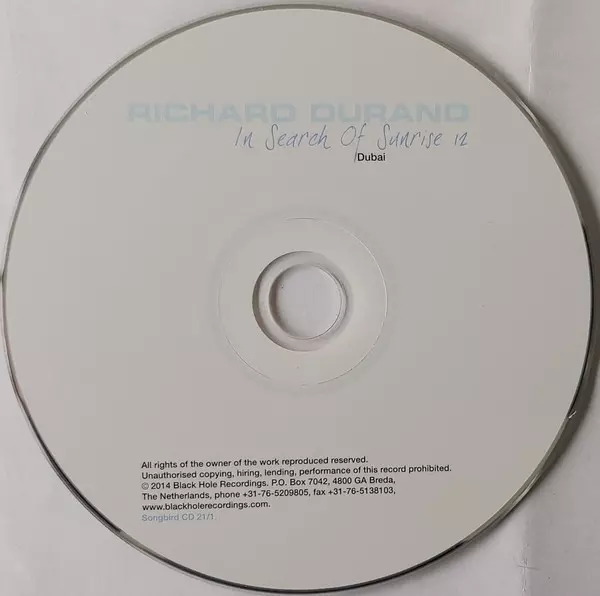 RICHARD DURAND
In Search Of Sunrise 12
Dubai
All rights of the owner of the work reproduced reserved.
Unauthorised copying, hiring, lending, performance of this record prohibited.
© 2014 Black Hole Recordings. P.O. Box 7042, 4800 GA Breda,
The Netherlands, phone +31-76-5209805, fax +31-76-5138103,
www.blackholerecordings.com.
Songbird CD 21/1